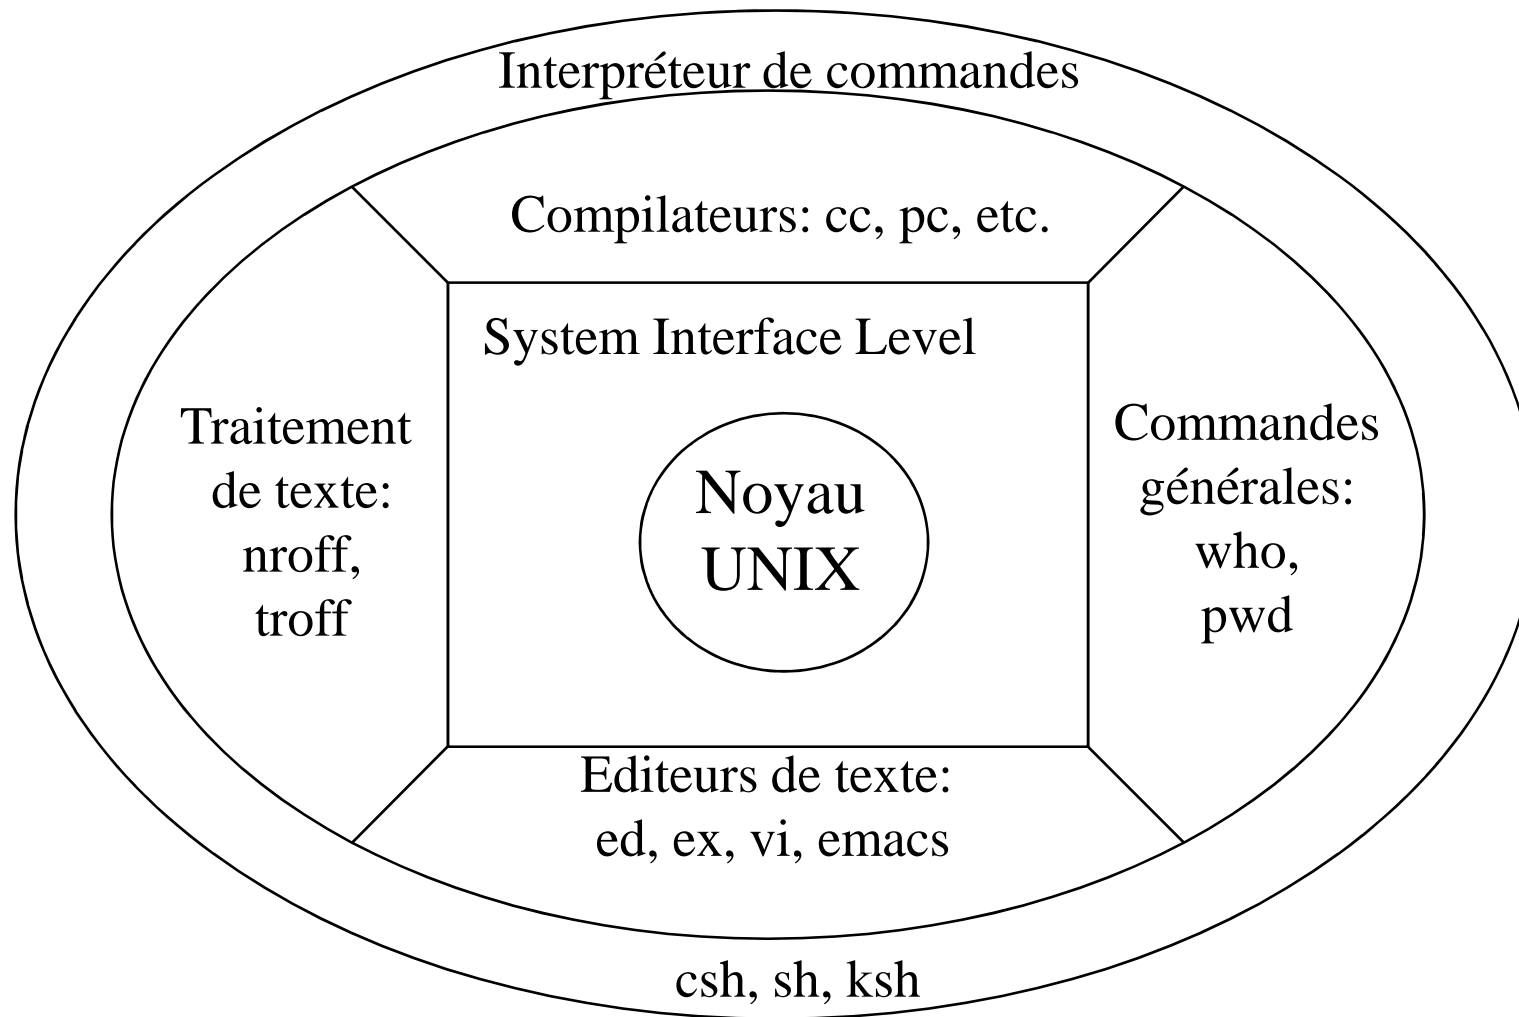 Interpréteur de commandes
Compilateurs: cc, pc, etc.
System Interface Level
Traitement
de texte:
nroff,
troff
Noyau
UNIX
Commandes
générales:
who,
pwd
Editeurs de texte:
ed, ex, vi, emacs
csh, sh, ksh